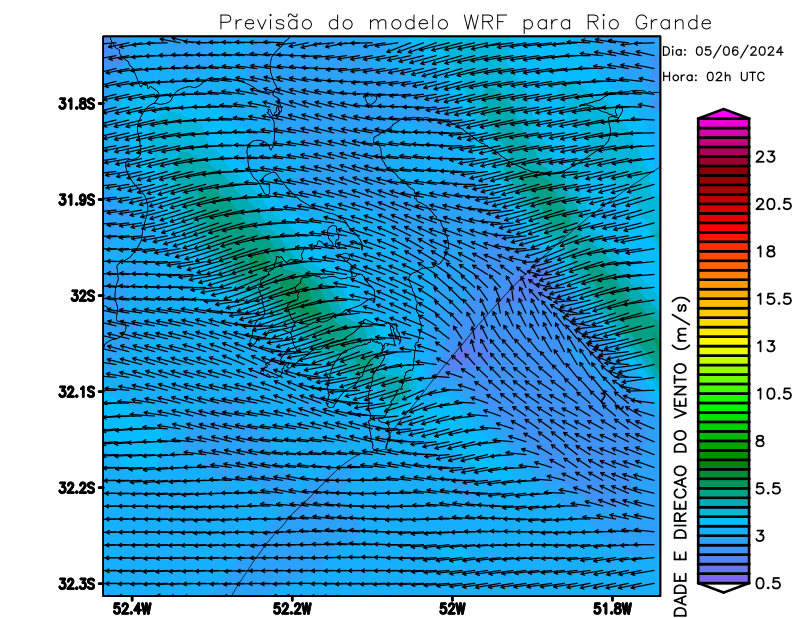 Previsão do modelo WRF para Rio Grande
Dia: 05/06/2024
Hora: 02h UTC
31.8S
31.9S
32S
32.1S
32.2S
32.3S
52.4W
52.2W
52W
51.8W
DADE E DIRECAO DO VENTO (m/s)
23
20.5
18
15.5
13
10.5
8
5.5
3
0.5